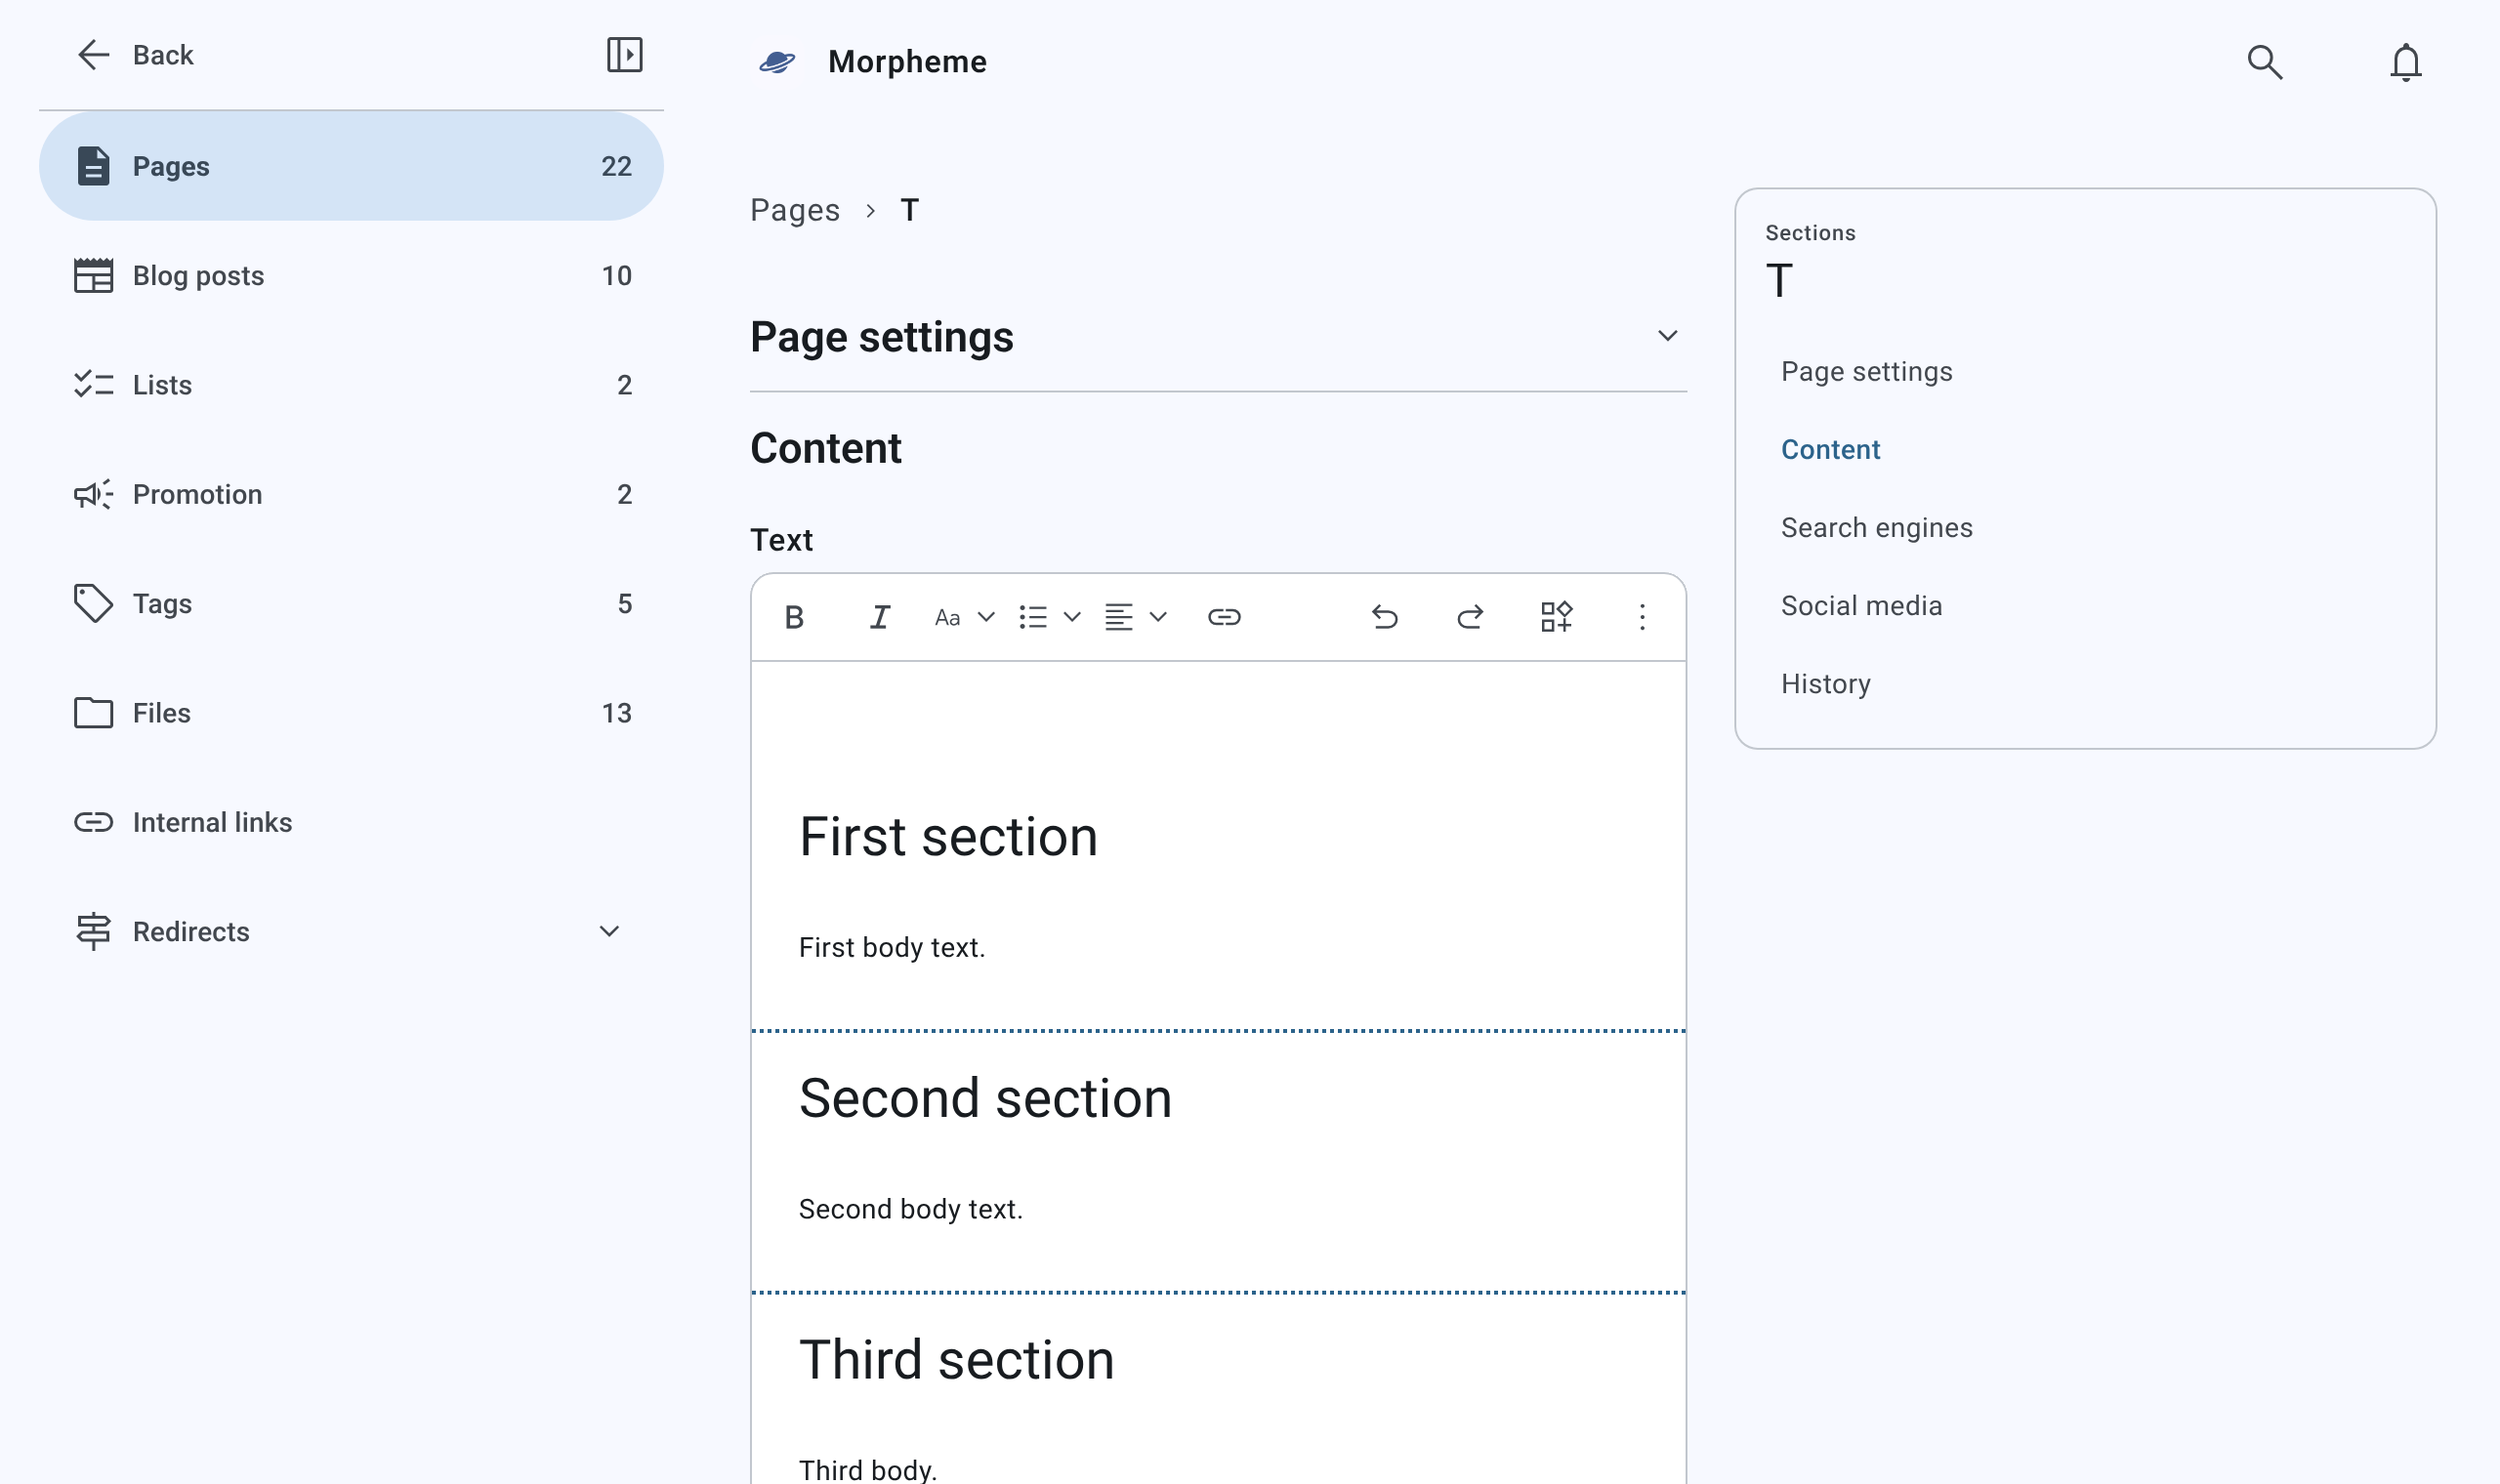 Back
Pages 22
Blog posts 10
Lists 2
Promotion 2
Tags 5
Files 13
Internal links
Redirects
Morpheme
Pages > T
Page settings
Content
Text
B I Aa
First section
First body text.
Second section
Second body text.
Third section
Third body.
Sections
T
Page settings
Content
Search engines
Social media
History